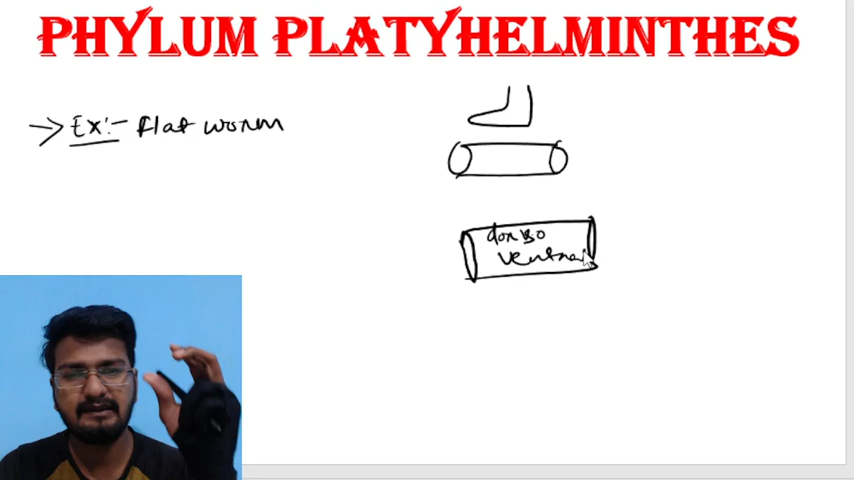 PHYLUM PLATYHELMINTHES
→ Ex:- flat worm
dorso
ventral